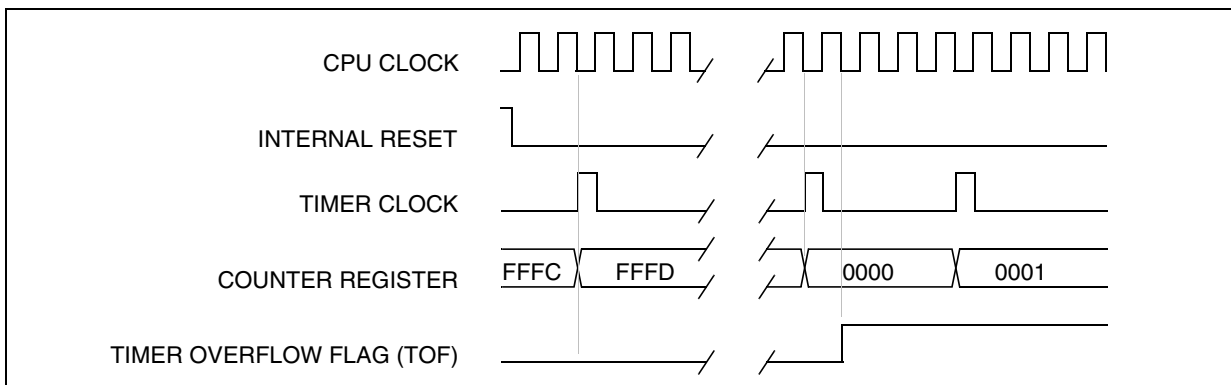 CPU CLOCK
INTERNAL RESET
TIMER CLOCK
COUNTER REGISTER
FFFC
FFFD
0000
0001
TIMER OVERFLOW FLAG (TOF)